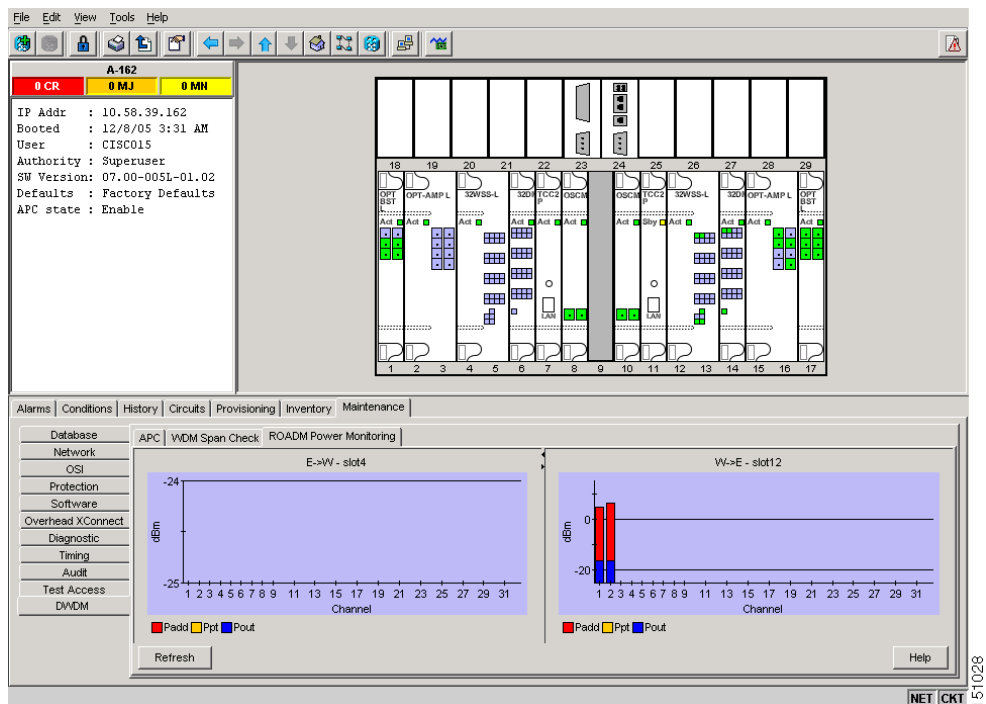 File Edit View Tools Help
A-162
0 CR 0 MJ 0 MN
IP Addr : 10.58.39.162
Booted : 12/8/05 3:31 AM
User : CISCO15
Authority : Superuser
SW Version: 07.00-005L-01.02
Defaults : Factory Defaults
APC state : Enable
18 19 20 21 22 23 24 25 26 27 28 29
OPT BST L OPT-AMP L 32WSS-L 32D TCC2 P OSCM OSCM TCC2 P 32WSS-L 32D OPT-AMP L OPT BST L
Act Act Act Act Act Act Act Sby Act Act Act Act
LAN LAN
1 2 3 4 5 6 7 8 9 10 11 12 13 14 15 16 17
Alarms Conditions History Circuits Provisioning Inventory Maintenance
Database
Network
OSI
Protection
Software
Overhead XConnect
Diagnostic
Timing
Audit
Test Access
DWDM
APC WDM Span Check ROADM Power Monitoring
E->W - slot4
-24
dBm
-25
1 2 3 4 5 6 7 8 9 11 13 15 17 19 21 23 25 27 29 31
Channel
Padd Ppt Pout
W->E - slot12
0
dBm
-20
1 2 3 4 5 6 7 8 9 11 13 15 17 19 21 23 25 27 29 31
Channel
Padd Ppt Pout
Refresh Help
NET CKT
51028